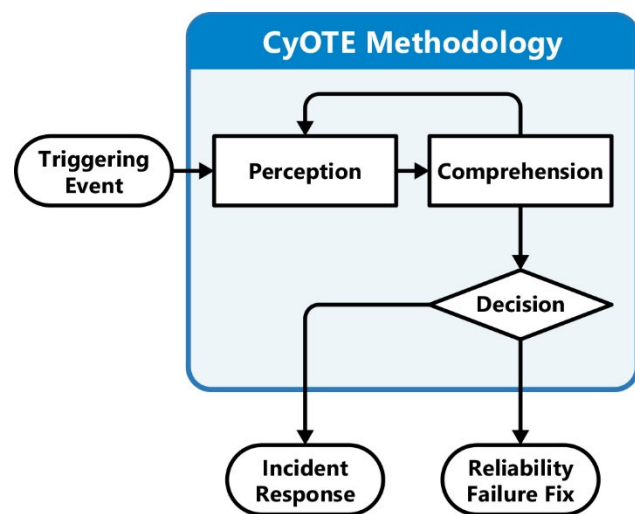 CyOTE Methodology
Triggering
Event
Perception
Comprehension
Decision
Incident
Response
Reliability
Failure Fix